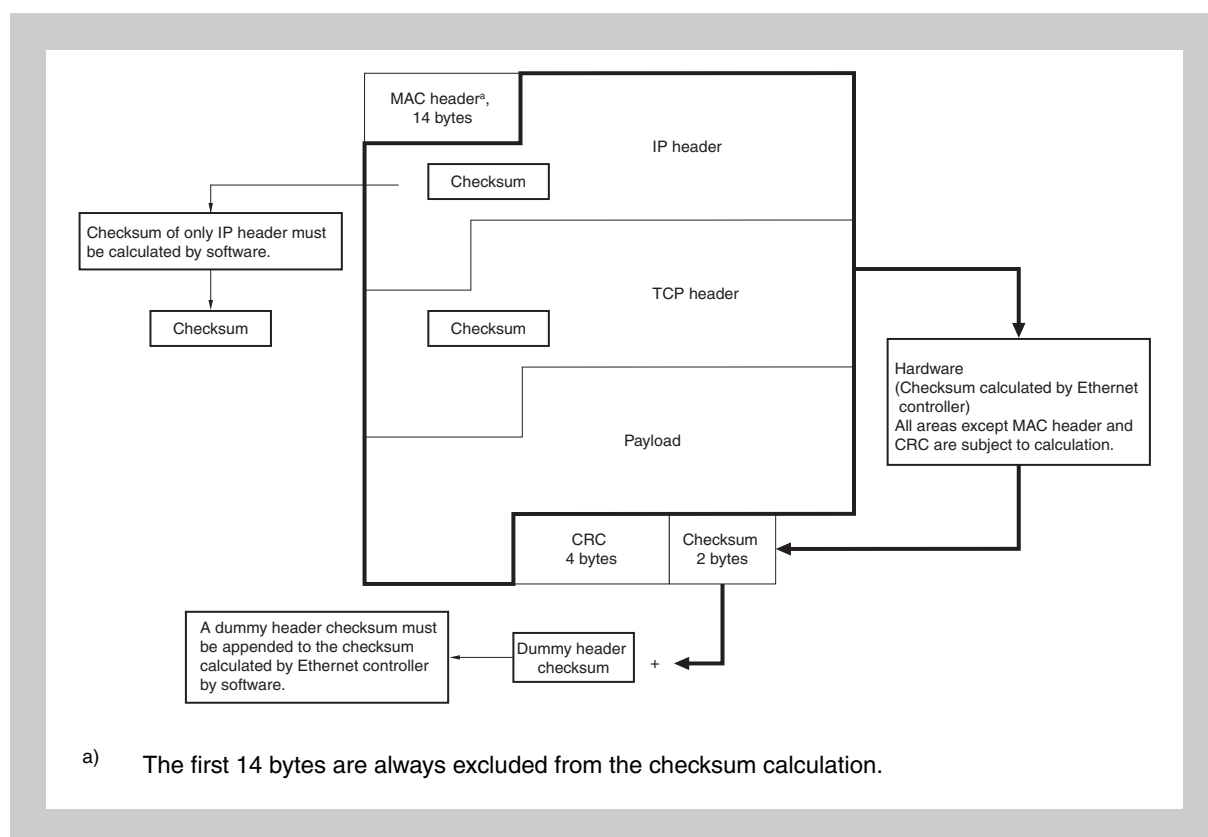 MAC headerᵃ,
14 bytes
IP header
Checksum
Checksum of only IP header must
be calculated by software.
Checksum
TCP header
Checksum
Hardware
(Checksum calculated by Ethernet
controller)
All areas except MAC header and
CRC are subject to calculation.
Payload
CRC
4 bytes
Checksum
2 bytes
A dummy header checksum must
be appended to the checksum
calculated by Ethernet controller
by software.
Dummy header
checksum
+
a) The first 14 bytes are always excluded from the checksum calculation.